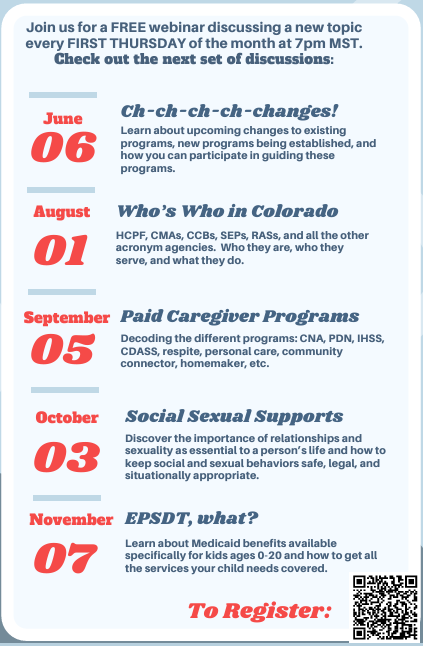 Join us for a FREE webinar discussing a new topic
every FIRST THURSDAY of the month at 7pm MST.
Check out the next set of discussions:
June
06
Ch-ch-ch-ch-changes!
Learn about upcoming changes to existing
programs, new programs being established, and
how you can participate in guiding these
programs.
August
01
Who's Who in Colorado
HCPF, CMAs, CCBs, SEPs, RASs, and all the other
acronym agencies. Who they are, who they
serve, and what they do.
September
05
Paid Caregiver Programs
Decoding the different programs: CNA, PDN, IHSS,
CDASS, respite, personal care, community
connector, homemaker, etc.
October
03
Social Sexual Supports
Discover the importance of relationships and
sexuality as essential to a person's life and how to
keep social and sexual behaviors safe, legal, and
situationally appropriate.
November
07
EPSDT, what?
Learn about Medicaid benefits available
specifically for kids ages 0-20 and how to get all
the services your child needs covered.
To Register: